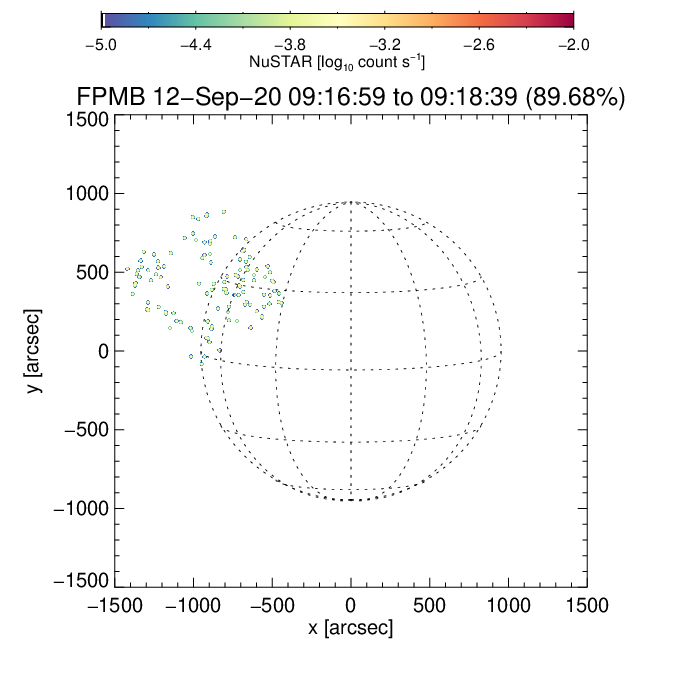 −5.0 −4.4 −3.8 −3.2 −2.6 −2.0
NuSTAR [log₁₀ count s⁻¹]
FPMB 12−Sep−20 09:16:59 to 09:18:39 (89.68%)
1500
1000
500
0
−500
−1000
−1500
y [arcsec]
−1500 −1000 −500 0 500 1000 1500
x [arcsec]